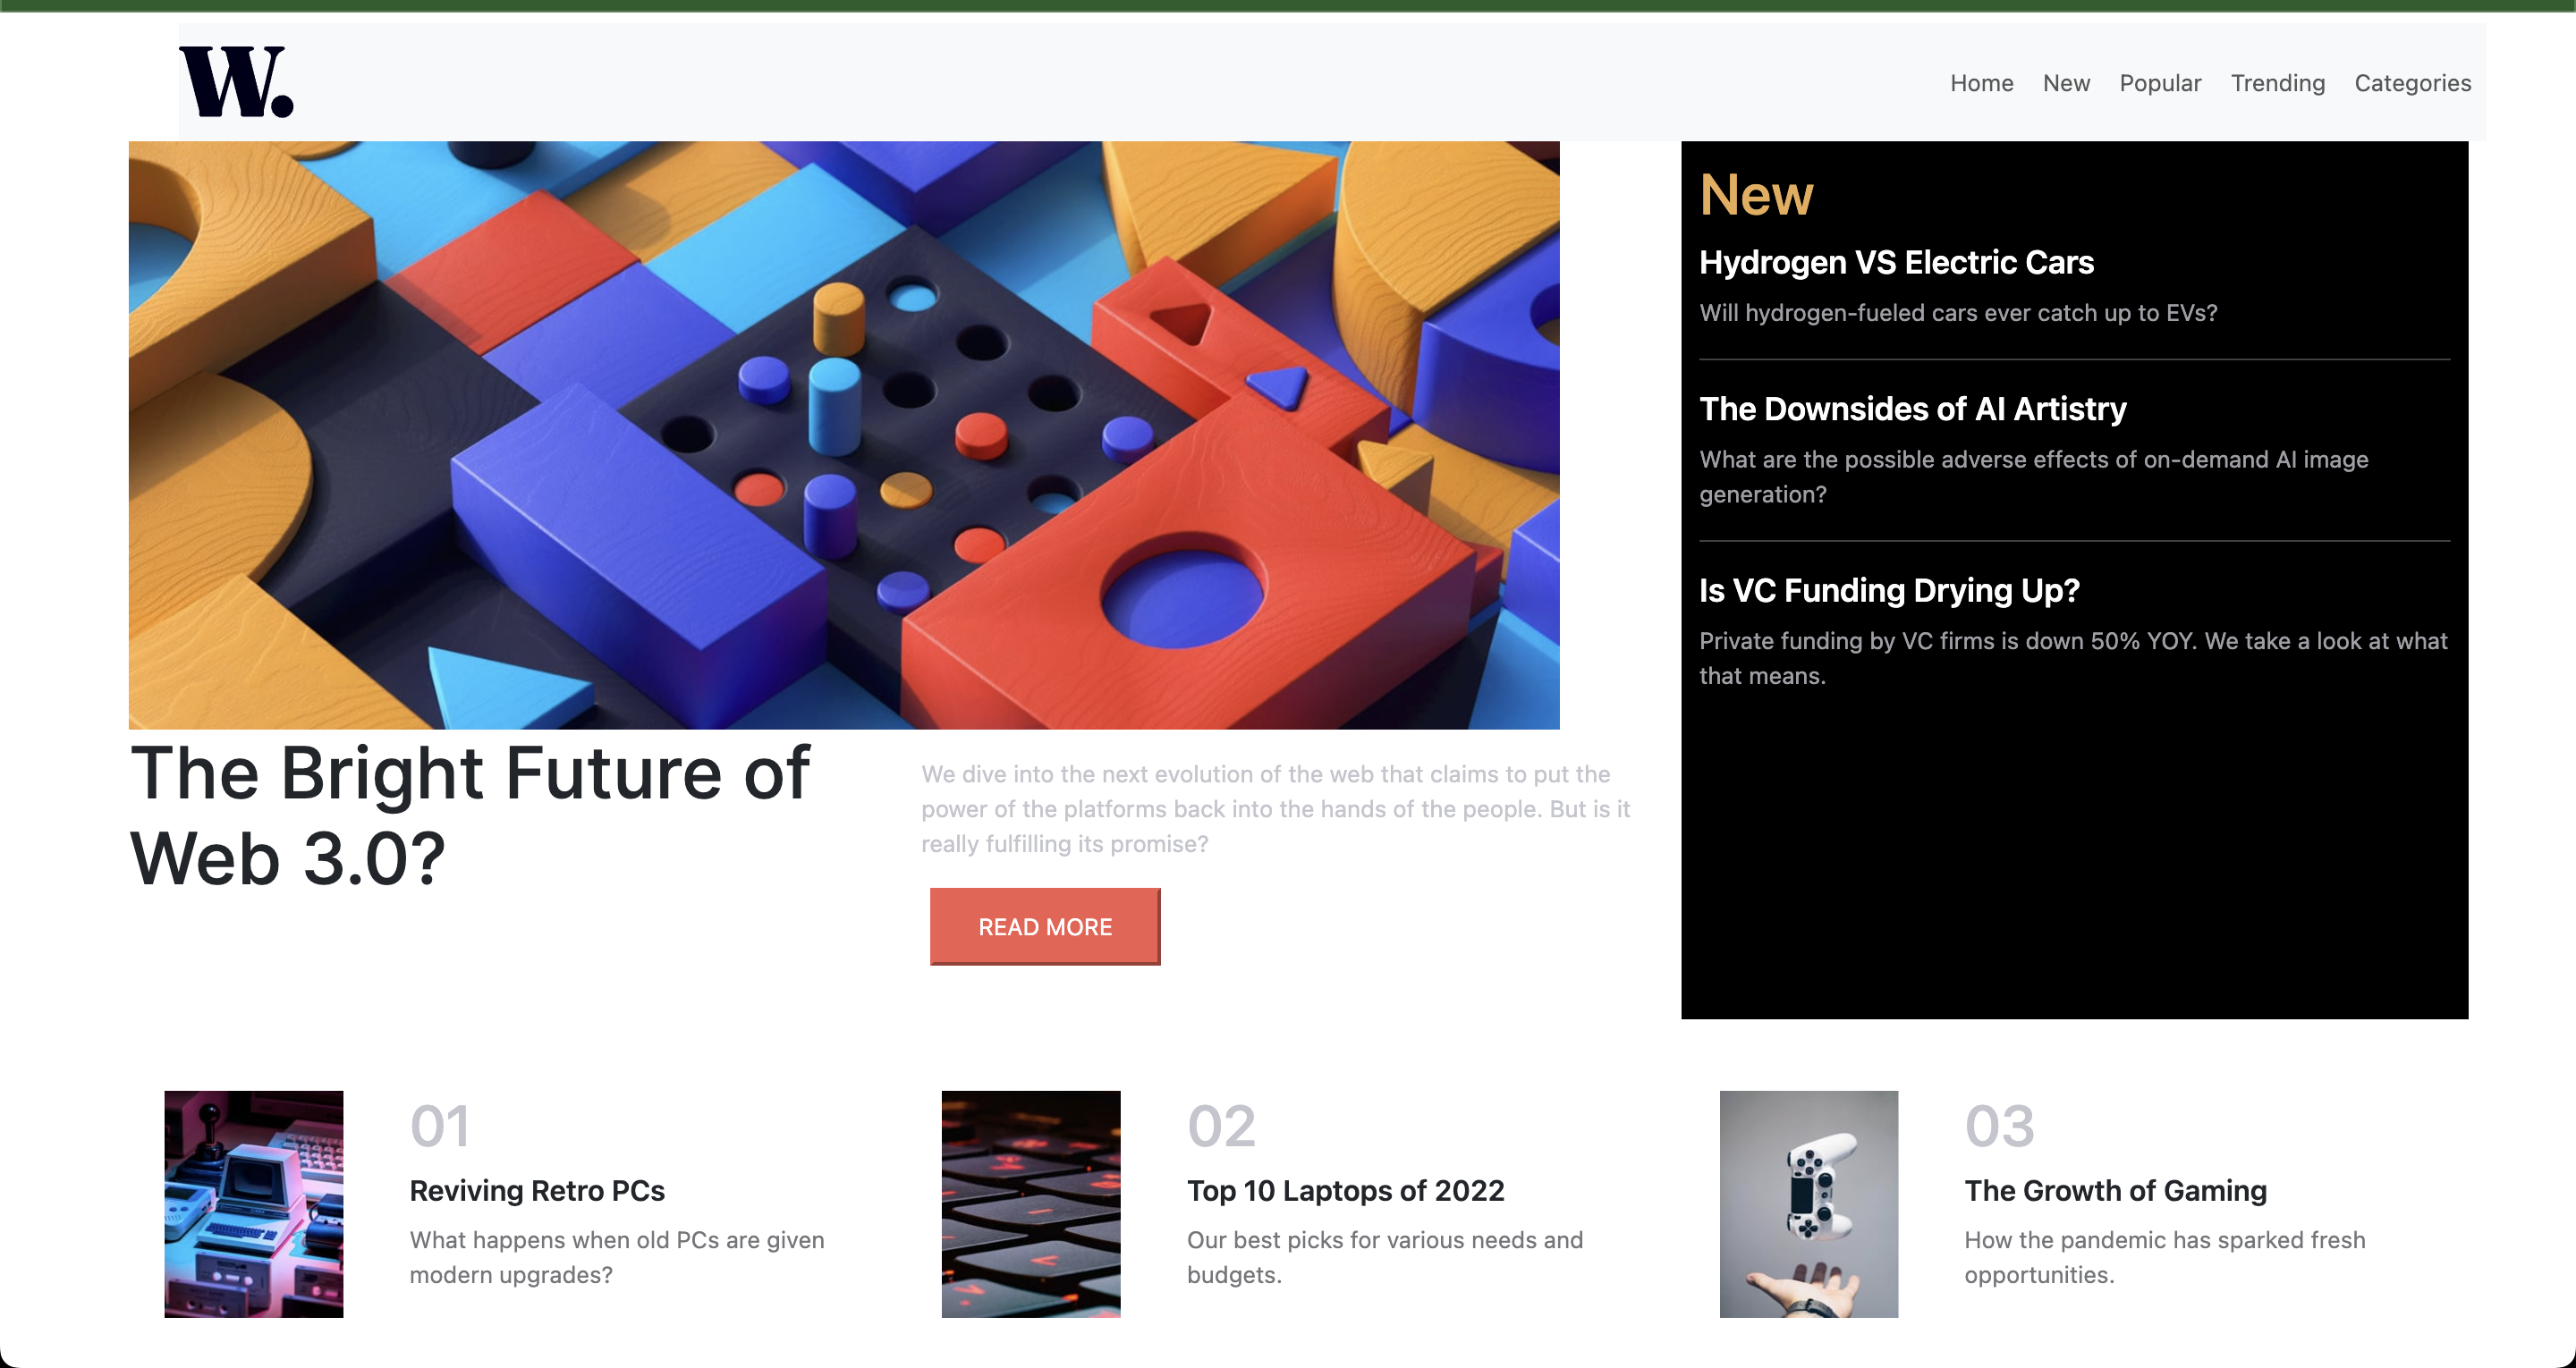 W.
Home New Popular Trending Categories
New
Hydrogen VS Electric Cars
Will hydrogen-fueled cars ever catch up to EVs?
The Downsides of AI Artistry
What are the possible adverse effects of on-demand AI image
generation?
Is VC Funding Drying Up?
Private funding by VC firms is down 50% YOY. We take a look at what
that means.
The Bright Future of
Web 3.0?
We dive into the next evolution of the web that claims to put the
power of the platforms back into the hands of the people. But is it
really fulfilling its promise?
READ MORE
01
Reviving Retro PCs
What happens when old PCs are given
modern upgrades?
02
Top 10 Laptops of 2022
Our best picks for various needs and
budgets.
03
The Growth of Gaming
How the pandemic has sparked fresh
opportunities.